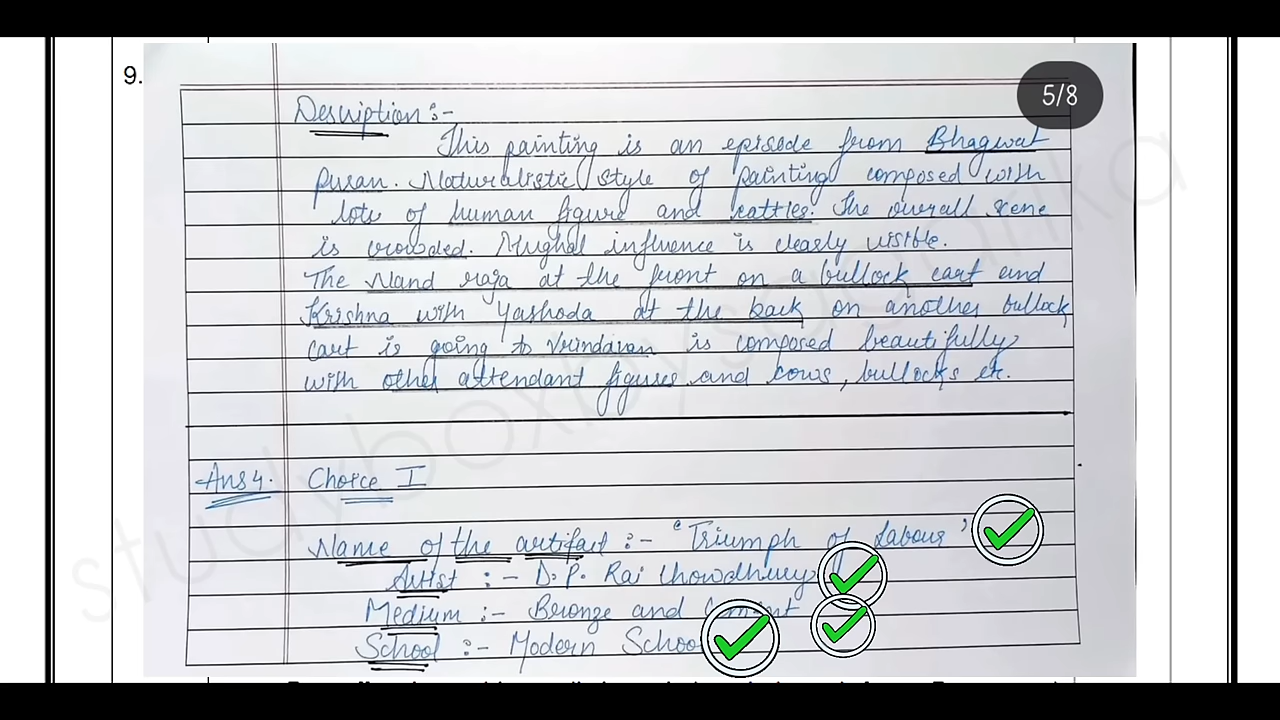 9.
5/8
Description :-
This painting is an episode from Bhagwat
Puran. Naturalistic style of painting composed with
lots of human figure and cattles. The overall scene
is crowded. Mughal influence is clearly visible.
The Nand raja at the front on a bullock cart and
Krishna with Yashoda at the back on another bullock
cart is going to Vrindavan is composed beautifully
with other attendant figures and cows, bullocks etc.
Ans 4. Choice I
Name of the artifact :- "Triumph of Labour'
Artist :- D.P. Rai Chowdhury
Medium :- Bronze and Cement
School :- Modern School
studyboxbysagarika